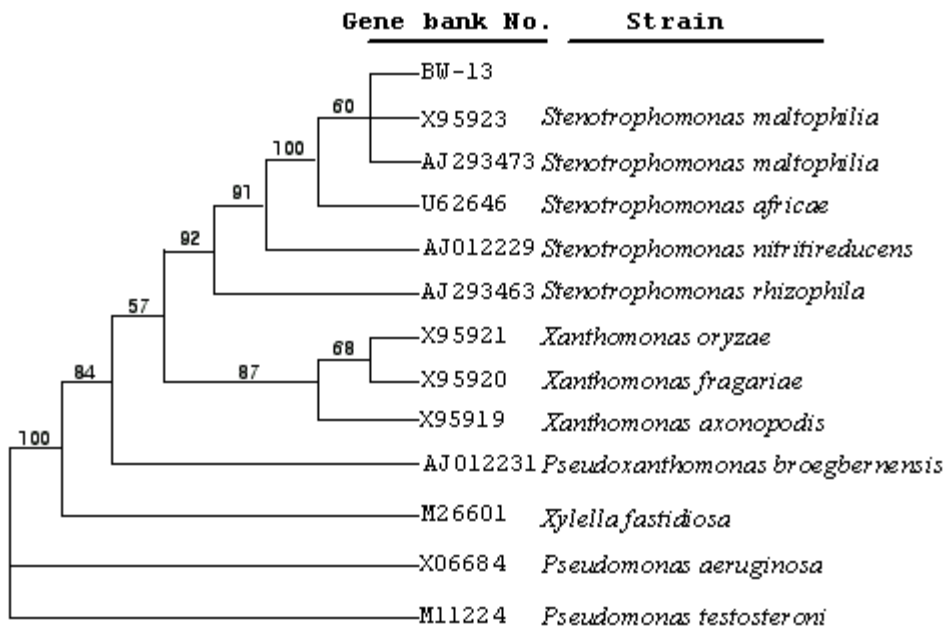 Gene bank No. Strain
BW-13
60
X95923 Stenotrophomonas maltophilia
100
AJ293473 Stenotrophomonas maltophilia
91
U62646 Stenotrophomonas africae
92
AJ012229 Stenotrophomonas nitritireducens
AJ293463 Stenotrophomonas rhizophila
57
X95921 Xanthomonas oryzae
68
84
87
X95920 Xanthomonas fragariae
X95919 Xanthomonas axonopodis
100
AJ012231 Pseudoxanthomonas broegbernensis
M26601 Xylella fastidiosa
X06684 Pseudomonas aeruginosa
M11224 Pseudomonas testosteroni